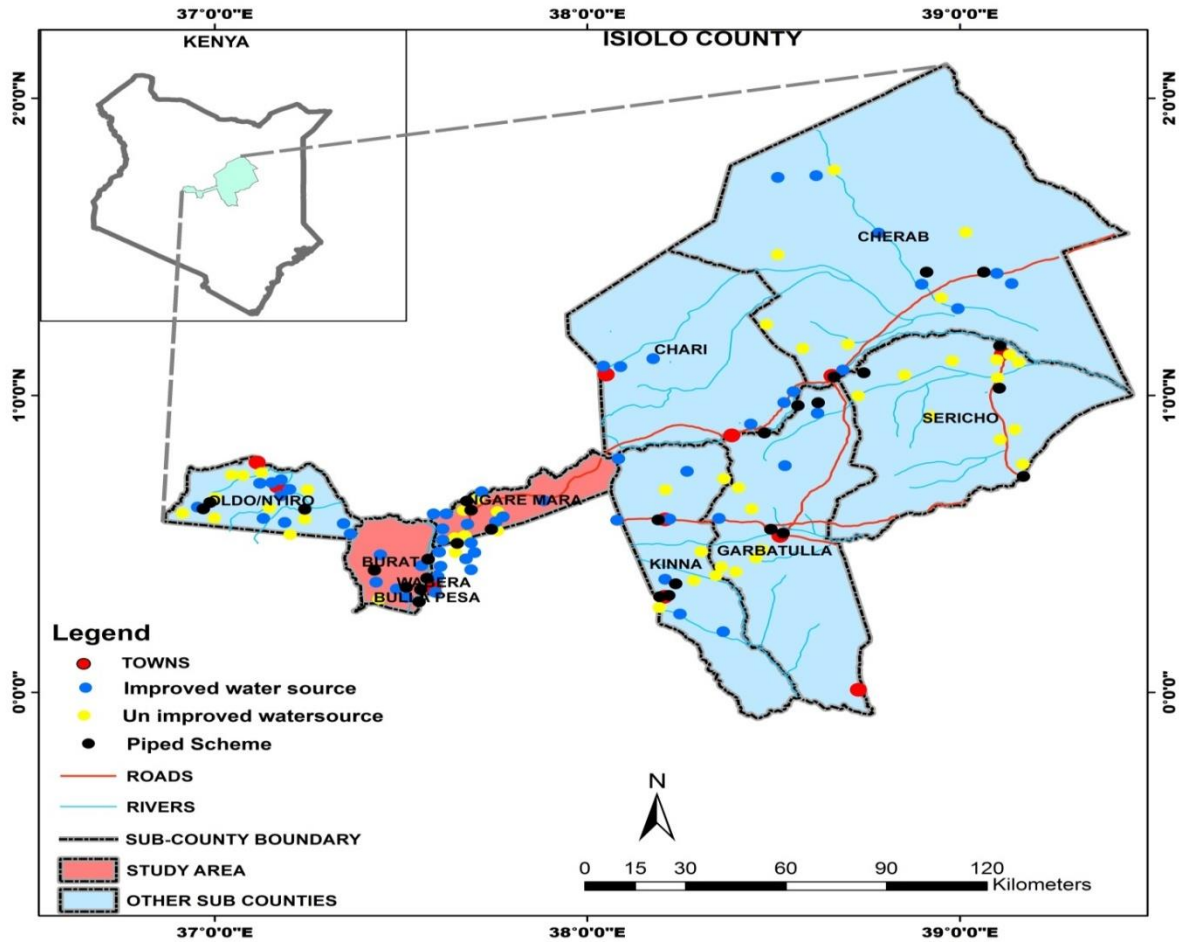 37°0'0"E 38°0'0"E 39°0'0"E
KENYA
ISIOLO COUNTY
2°0'0"N
2°0'0"N
CHERAB
CHARI
1°0'0"N
1°0'0"N
SERICHO
OLDO/NYIRO
NGARE MARA
GARBATULLA
BURAT
KINNA
WABERA
BULLA PESA
Legend
TOWNS
Improved water source
Un improved watersource
Piped Scheme
ROADS
RIVERS
SUB-COUNTY BOUNDARY
STUDY AREA
OTHER SUB COUNTIES
0°0'0"
0°0'0"
N
0 15 30 60 90 120
Kilometers
37°0'0"E 38°0'0"E 39°0'0"E